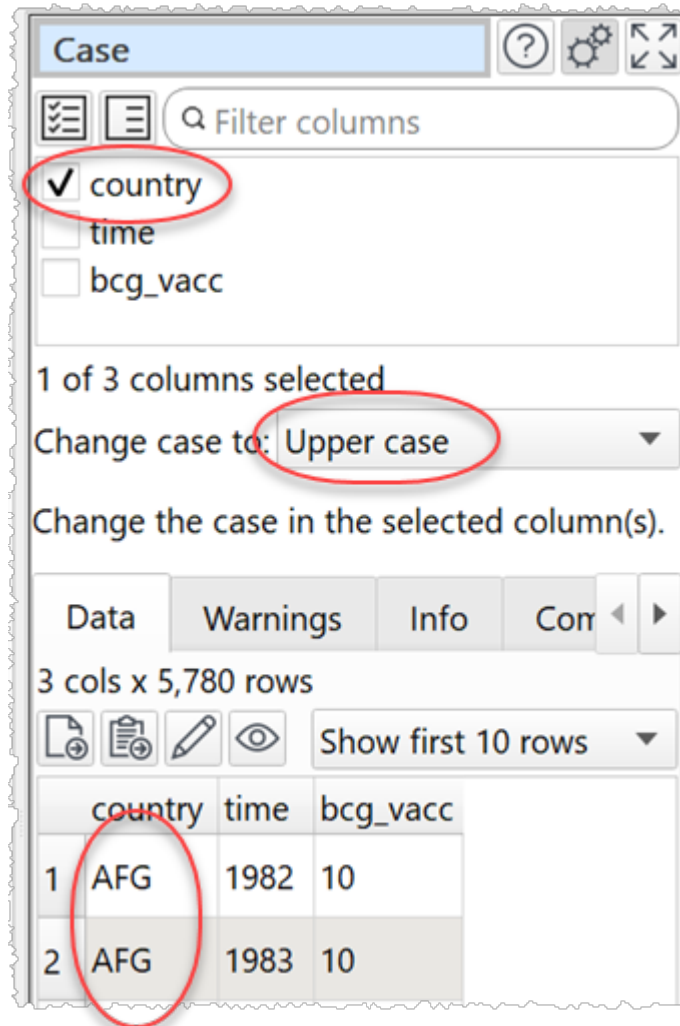 Case
Filter columns
country
time
bcg_vacc
1 of 3 columns selected
Change case to: Upper case
Change the case in the selected column(s).
Data Warnings Info Com
3 cols x 5,780 rows
Show first 10 rows
country time bcg_vacc
1 AFG 1982 10
2 AFG 1983 10